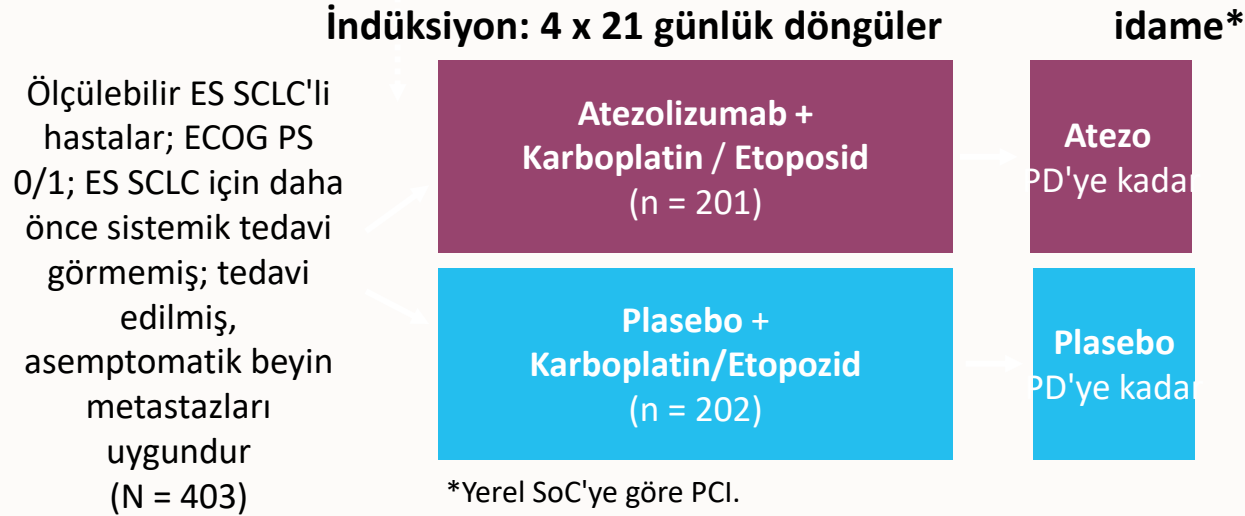 İndüksiyon: 4 x 21 günlük döngüler
idame*
Ölçülebilir ES SCLC'li
hastalar; ECOG PS
0/1; ES SCLC için daha
önce sistemik tedavi
görmemiş; tedavi
edilmiş,
asemptomatik beyin
metastazları
uygundur
(N = 403)
Atezolizumab +
Karboplatin / Etoposid
(n = 201)
Atezo
PD'ye kadar
Plasebo +
Karboplatin/Etopozid
(n = 202)
Plasebo
PD'ye kadar
*Yerel SoC'ye göre PCI.